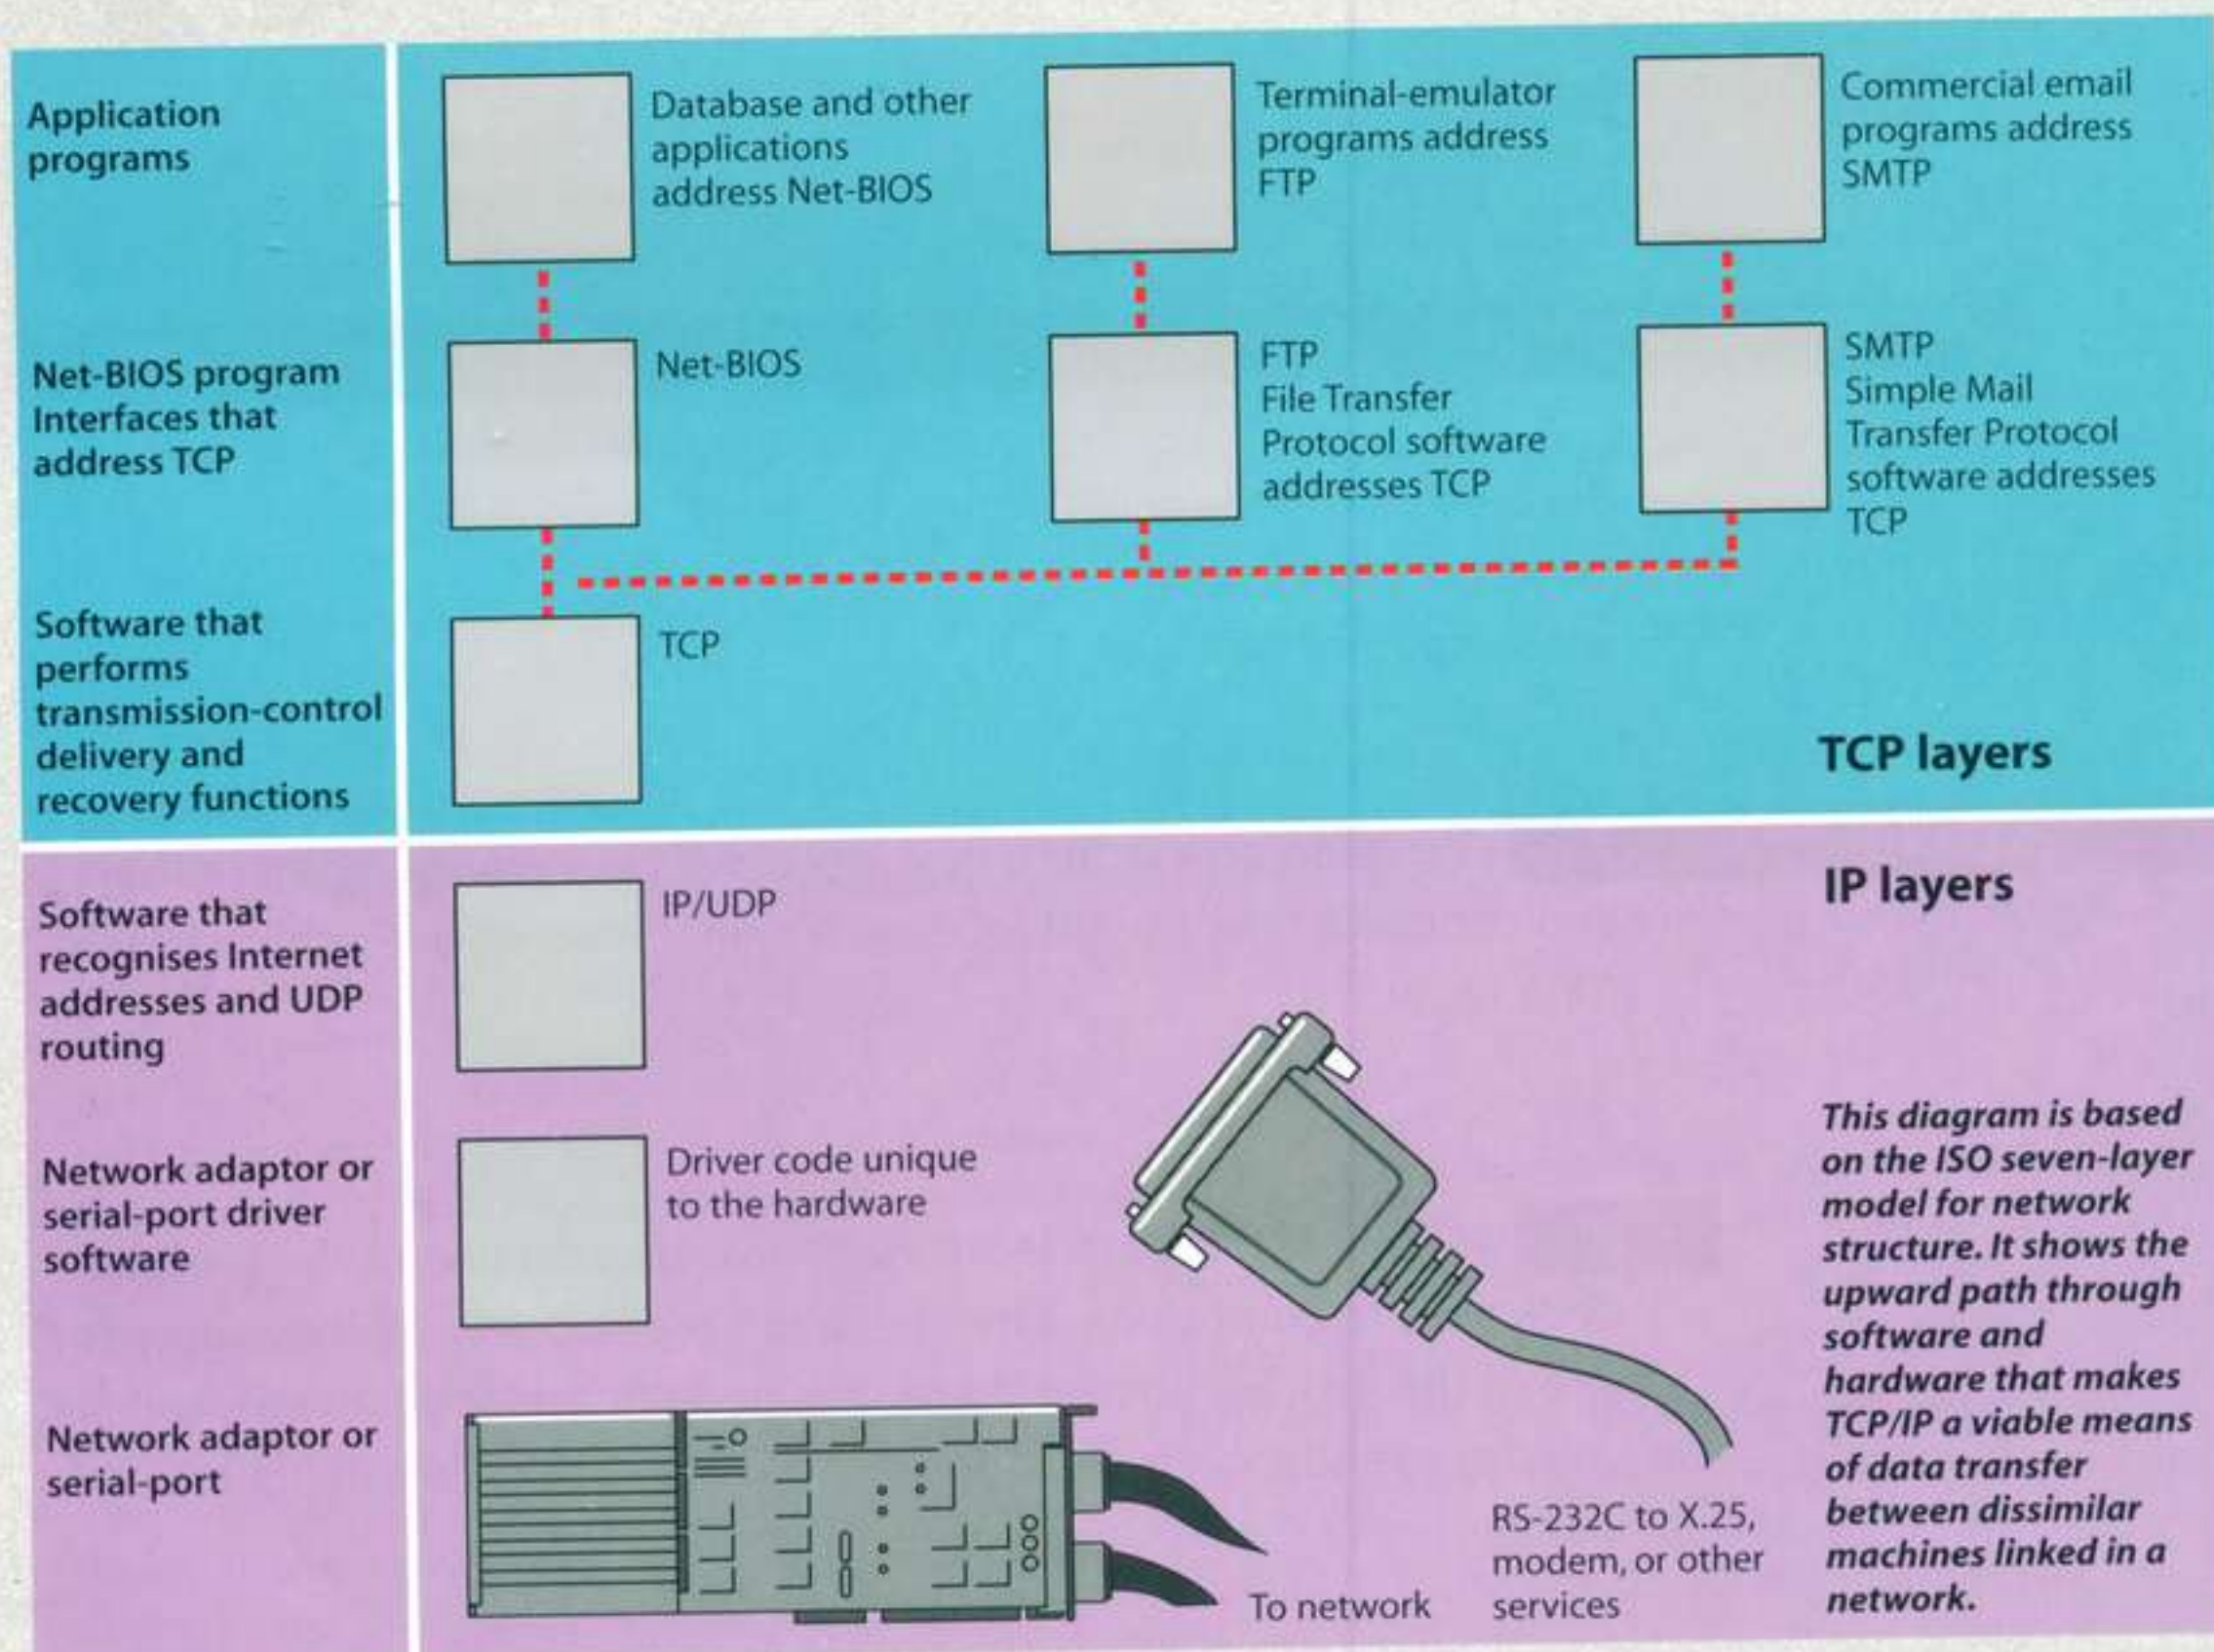 Application
programs
Database and other
applications
address Net-BIOS
Terminal-emulator
programs address
FTP
Commercial email
programs address
SMTP
Net-BIOS program
Interfaces that
address TCP
Net-BIOS
FTP
File Transfer
Protocol software
addresses TCP
SMTP
Simple Mail
Transfer Protocol
software addresses
TCP
Software that
performs
transmission-control
delivery and
recovery functions
TCP
TCP layers
IP layers
Software that
recognises Internet
addresses and UDP
routing
IP/UDP
Network adaptor or
serial-port driver
software
Driver code unique
to the hardware
Network adaptor or
serial-port
To network
RS-232C to X.25,
modem, or other
services
This diagram is based
on the ISO seven-layer
model for network
structure. It shows the
upward path through
software and
hardware that makes
TCP/IP a viable means
of data transfer
between dissimilar
machines linked in a
network.